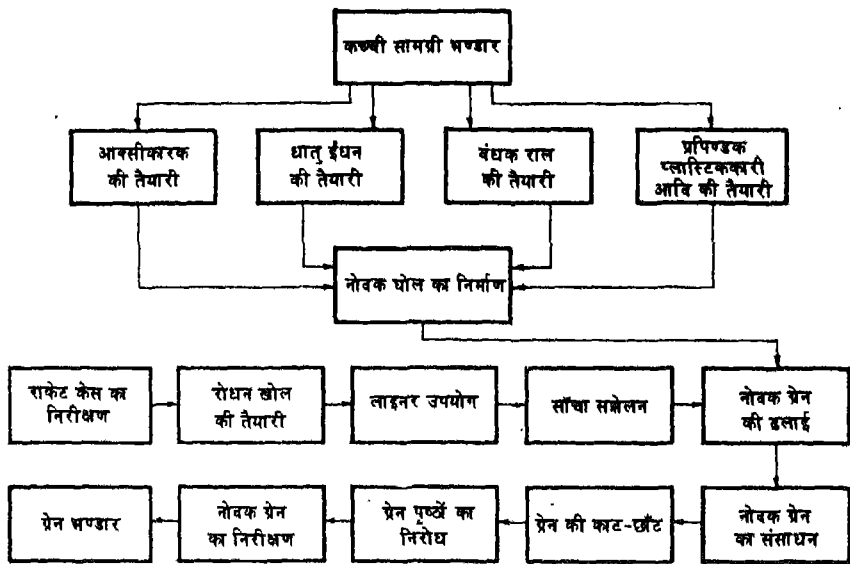 कच्ची सामग्री भण्डार
आक्सीकारक
की तैयारी
धातु ईंधन
की तैयारी
बंधक राल
की तैयारी
प्रपिण्डक
प्लास्टिककारी
आदि की तैयारी
नोदक घोल का निर्माण
राकेट केस का
निरीक्षण
रोधन खोल
की तैयारी
लाइनर उपयोग
साँचा सम्मेलन
नोदक ग्रेन
की ढलाई
ग्रेन भण्डार
नोदक ग्रेन
का निरीक्षण
ग्रेन पृष्ठों का
निरोध
ग्रेन की काट-छाँट
नोदक ग्रेन
का संसाधन